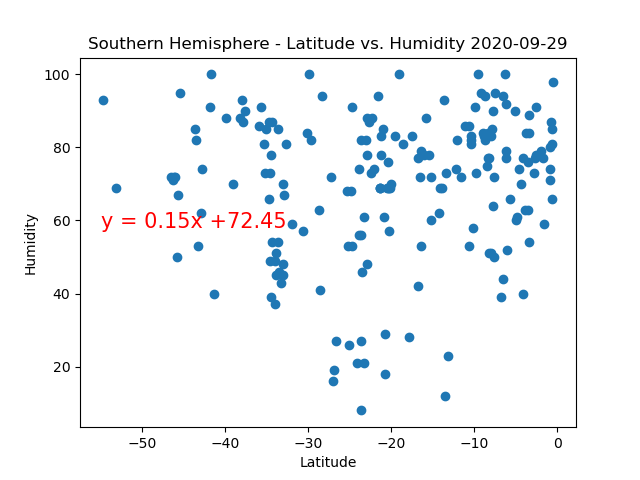 Southern Hemisphere - Latitude vs. Humidity 2020-09-29
100
80
60
40
20
Humidity
y = 0.15x +72.45
−50
−40
−30
−20
−10
0
Latitude